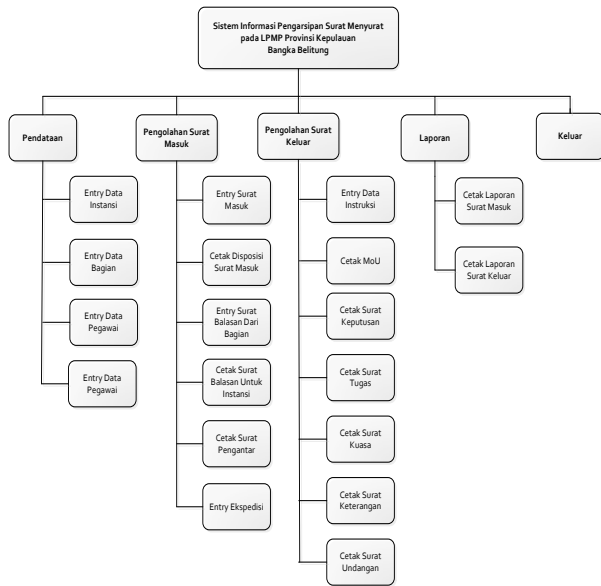 Sistem Informasi Pengarsipan Surat Menyurat
pada LPMP Provinsi Kepulauan
Bangka Belitung
Pendataan
Pengolahan Surat
Masuk
Pengolahan Surat
Keluar
Laporan
Keluar
Entry Data
Instansi
Entry Data
Bagian
Entry Data
Pegawai
Entry Data
Pegawai
Entry Surat
Masuk
Cetak Disposisi
Surat Masuk
Entry Surat
Balasan Dari
Bagian
Cetak Surat
Balasan Untuk
Instansi
Cetak Surat
Pengantar
Entry Ekspedisi
Entry Data
Instruksi
Cetak MoU
Cetak Surat
Keputusan
Cetak Surat
Tugas
Cetak Surat
Kuasa
Cetak Surat
Keterangan
Cetak Surat
Undangan
Cetak Laporan
Surat Masuk
Cetak Laporan
Surat Keluar